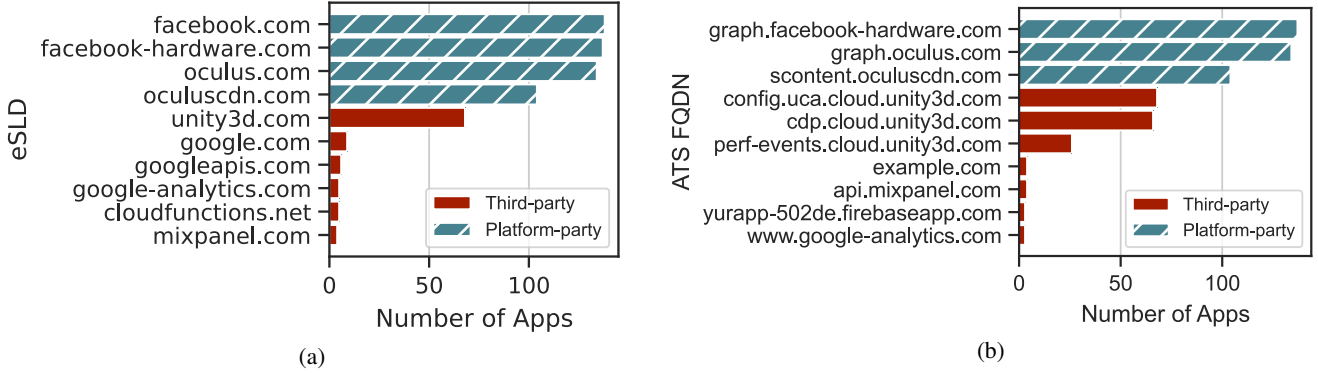 eSLD
facebook.com
facebook-hardware.com
oculus.com
oculuscdn.com
unity3d.com
google.com
googleapis.com
google-analytics.com
cloudfunctions.net
mixpanel.com
Third-party
Platform-party
0 50 100
Number of Apps
(a)
ATS FQDN
graph.facebook-hardware.com
graph.oculus.com
scontent.oculuscdn.com
config.uca.cloud.unity3d.com
cdp.cloud.unity3d.com
perf-events.cloud.unity3d.com
example.com
api.mixpanel.com
yurapp-502de.firebaseapp.com
www.google-analytics.com
Third-party
Platform-party
0 50 100
Number of Apps
(b)